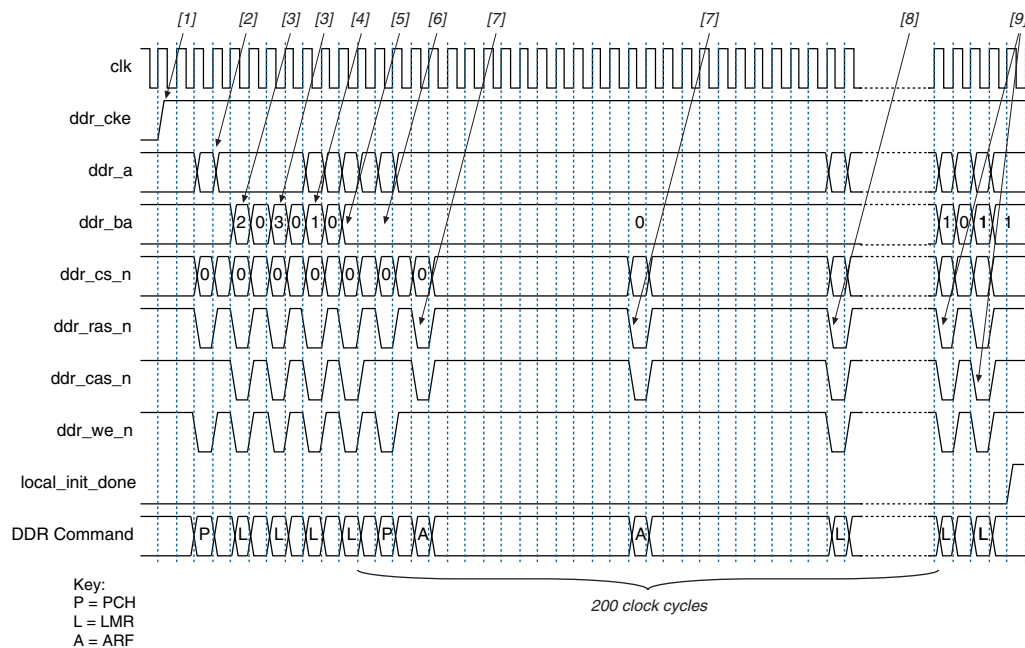 [1] [2] [3] [3] [4] [5] [6] [7] [7] [8] [9]
clk
ddr_cke
ddr_a
ddr_ba 2 0 3 0 1 0 0 1 0 1 1
ddr_cs_n 0 0 0 0 0 0 0
ddr_ras_n
ddr_cas_n
ddr_we_n
local_init_done
DDR Command P L L L L P A A L L L
200 clock cycles
Key:
P = PCH
L = LMR
A = ARF